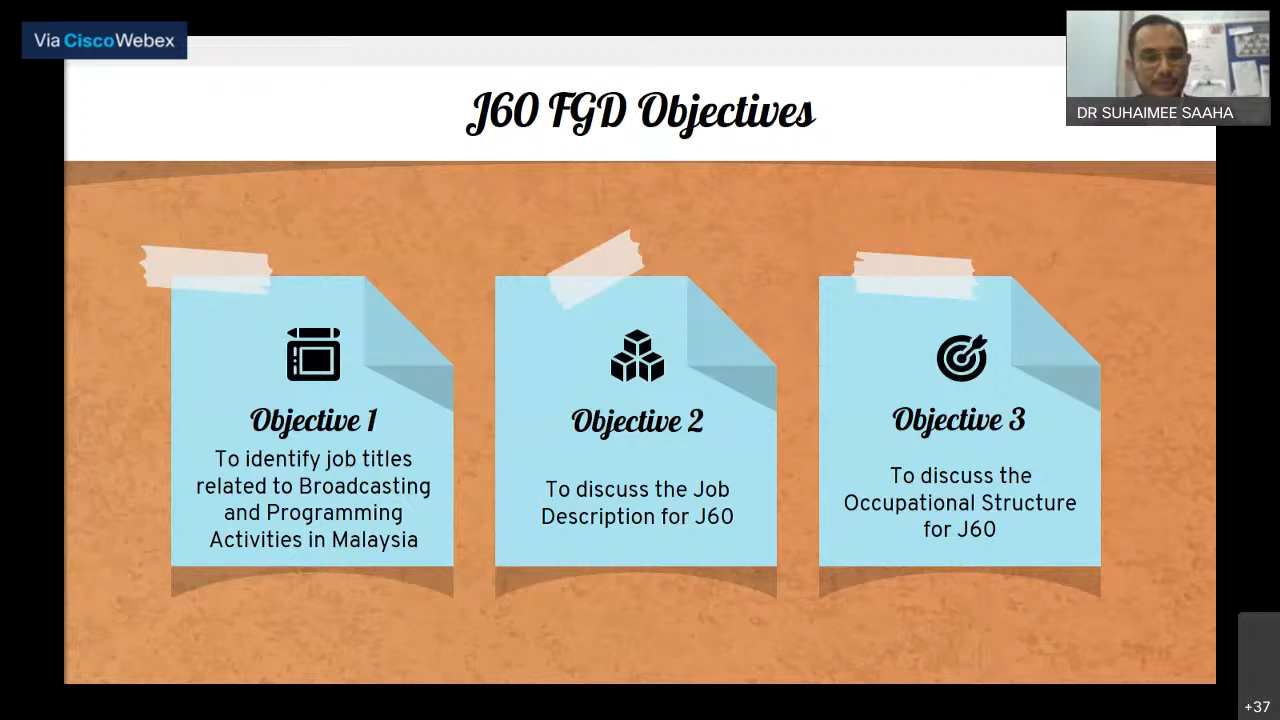 Via Cisco Webex
J60 FGD Objectives
DR SUHAIMEE SAAHA
Objective 1
To identify job titles
related to Broadcasting
and Programming
Activities in Malaysia
Objective 2
To discuss the Job
Description for J60
Objective 3
To discuss the
Occupational Structure
for J60
+37